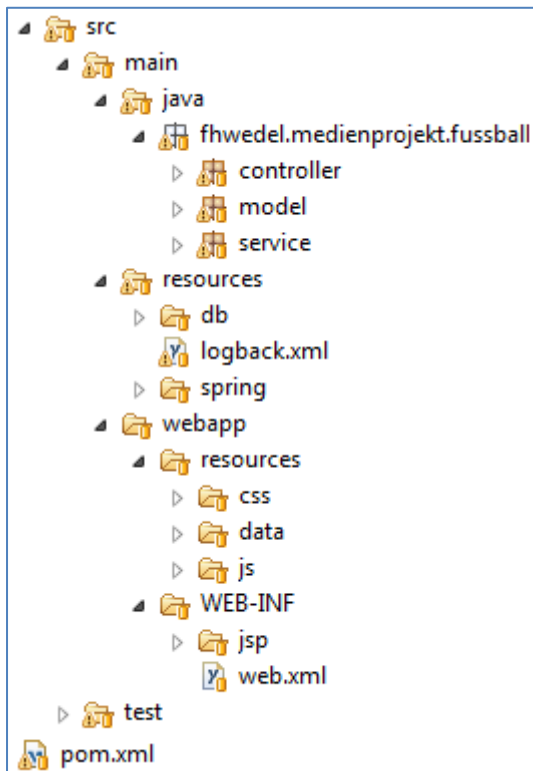 src
main
java
fhwedel.medienprojekt.fussball
controller
model
service
resources
db
logback.xml
spring
webapp
resources
css
data
js
WEB-INF
jsp
web.xml
test
pom.xml